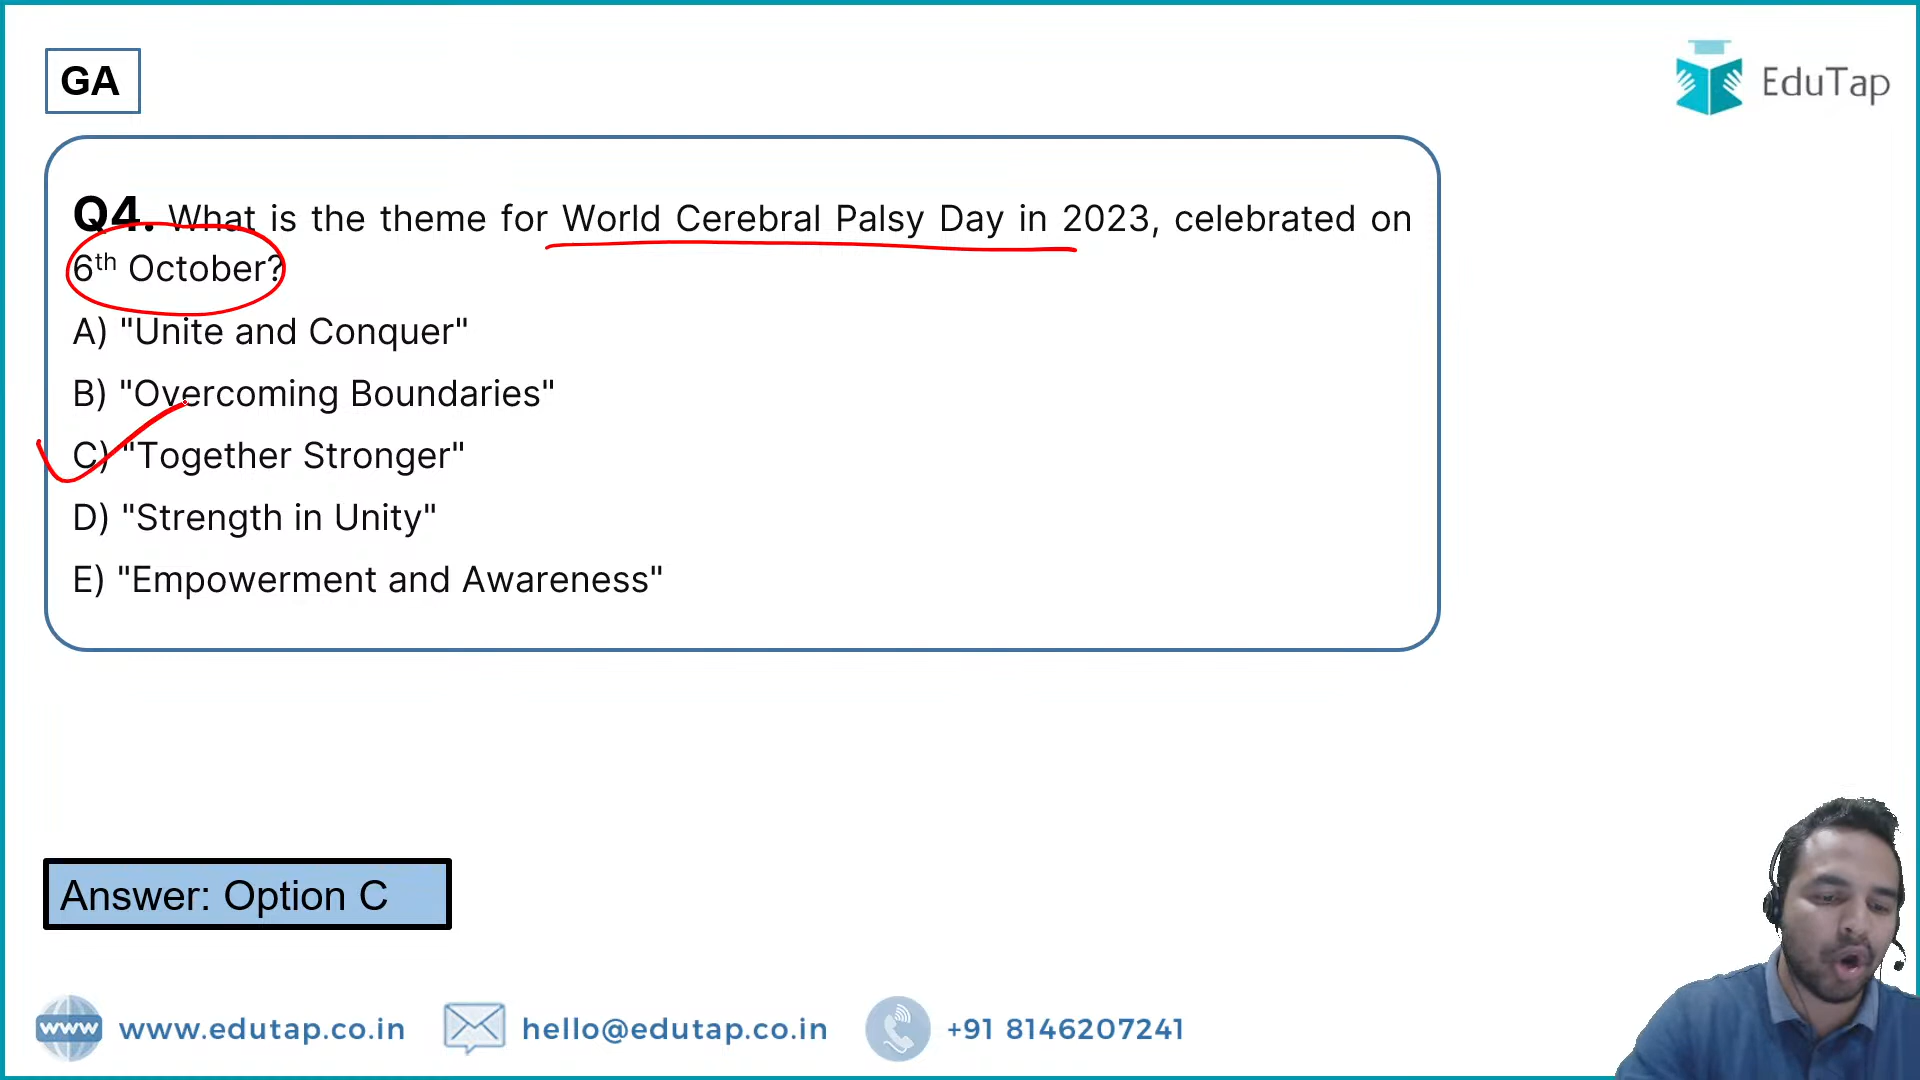 GA
EduTap
Q4. What is the theme for World Cerebral Palsy Day in 2023, celebrated on
6th October?
A) "Unite and Conquer"
B) "Overcoming Boundaries"
C) "Together Stronger"
D) "Strength in Unity"
E) "Empowerment and Awareness"
Answer: Option C
www www.edutap.co.in hello@edutap.co.in +91 8146207241